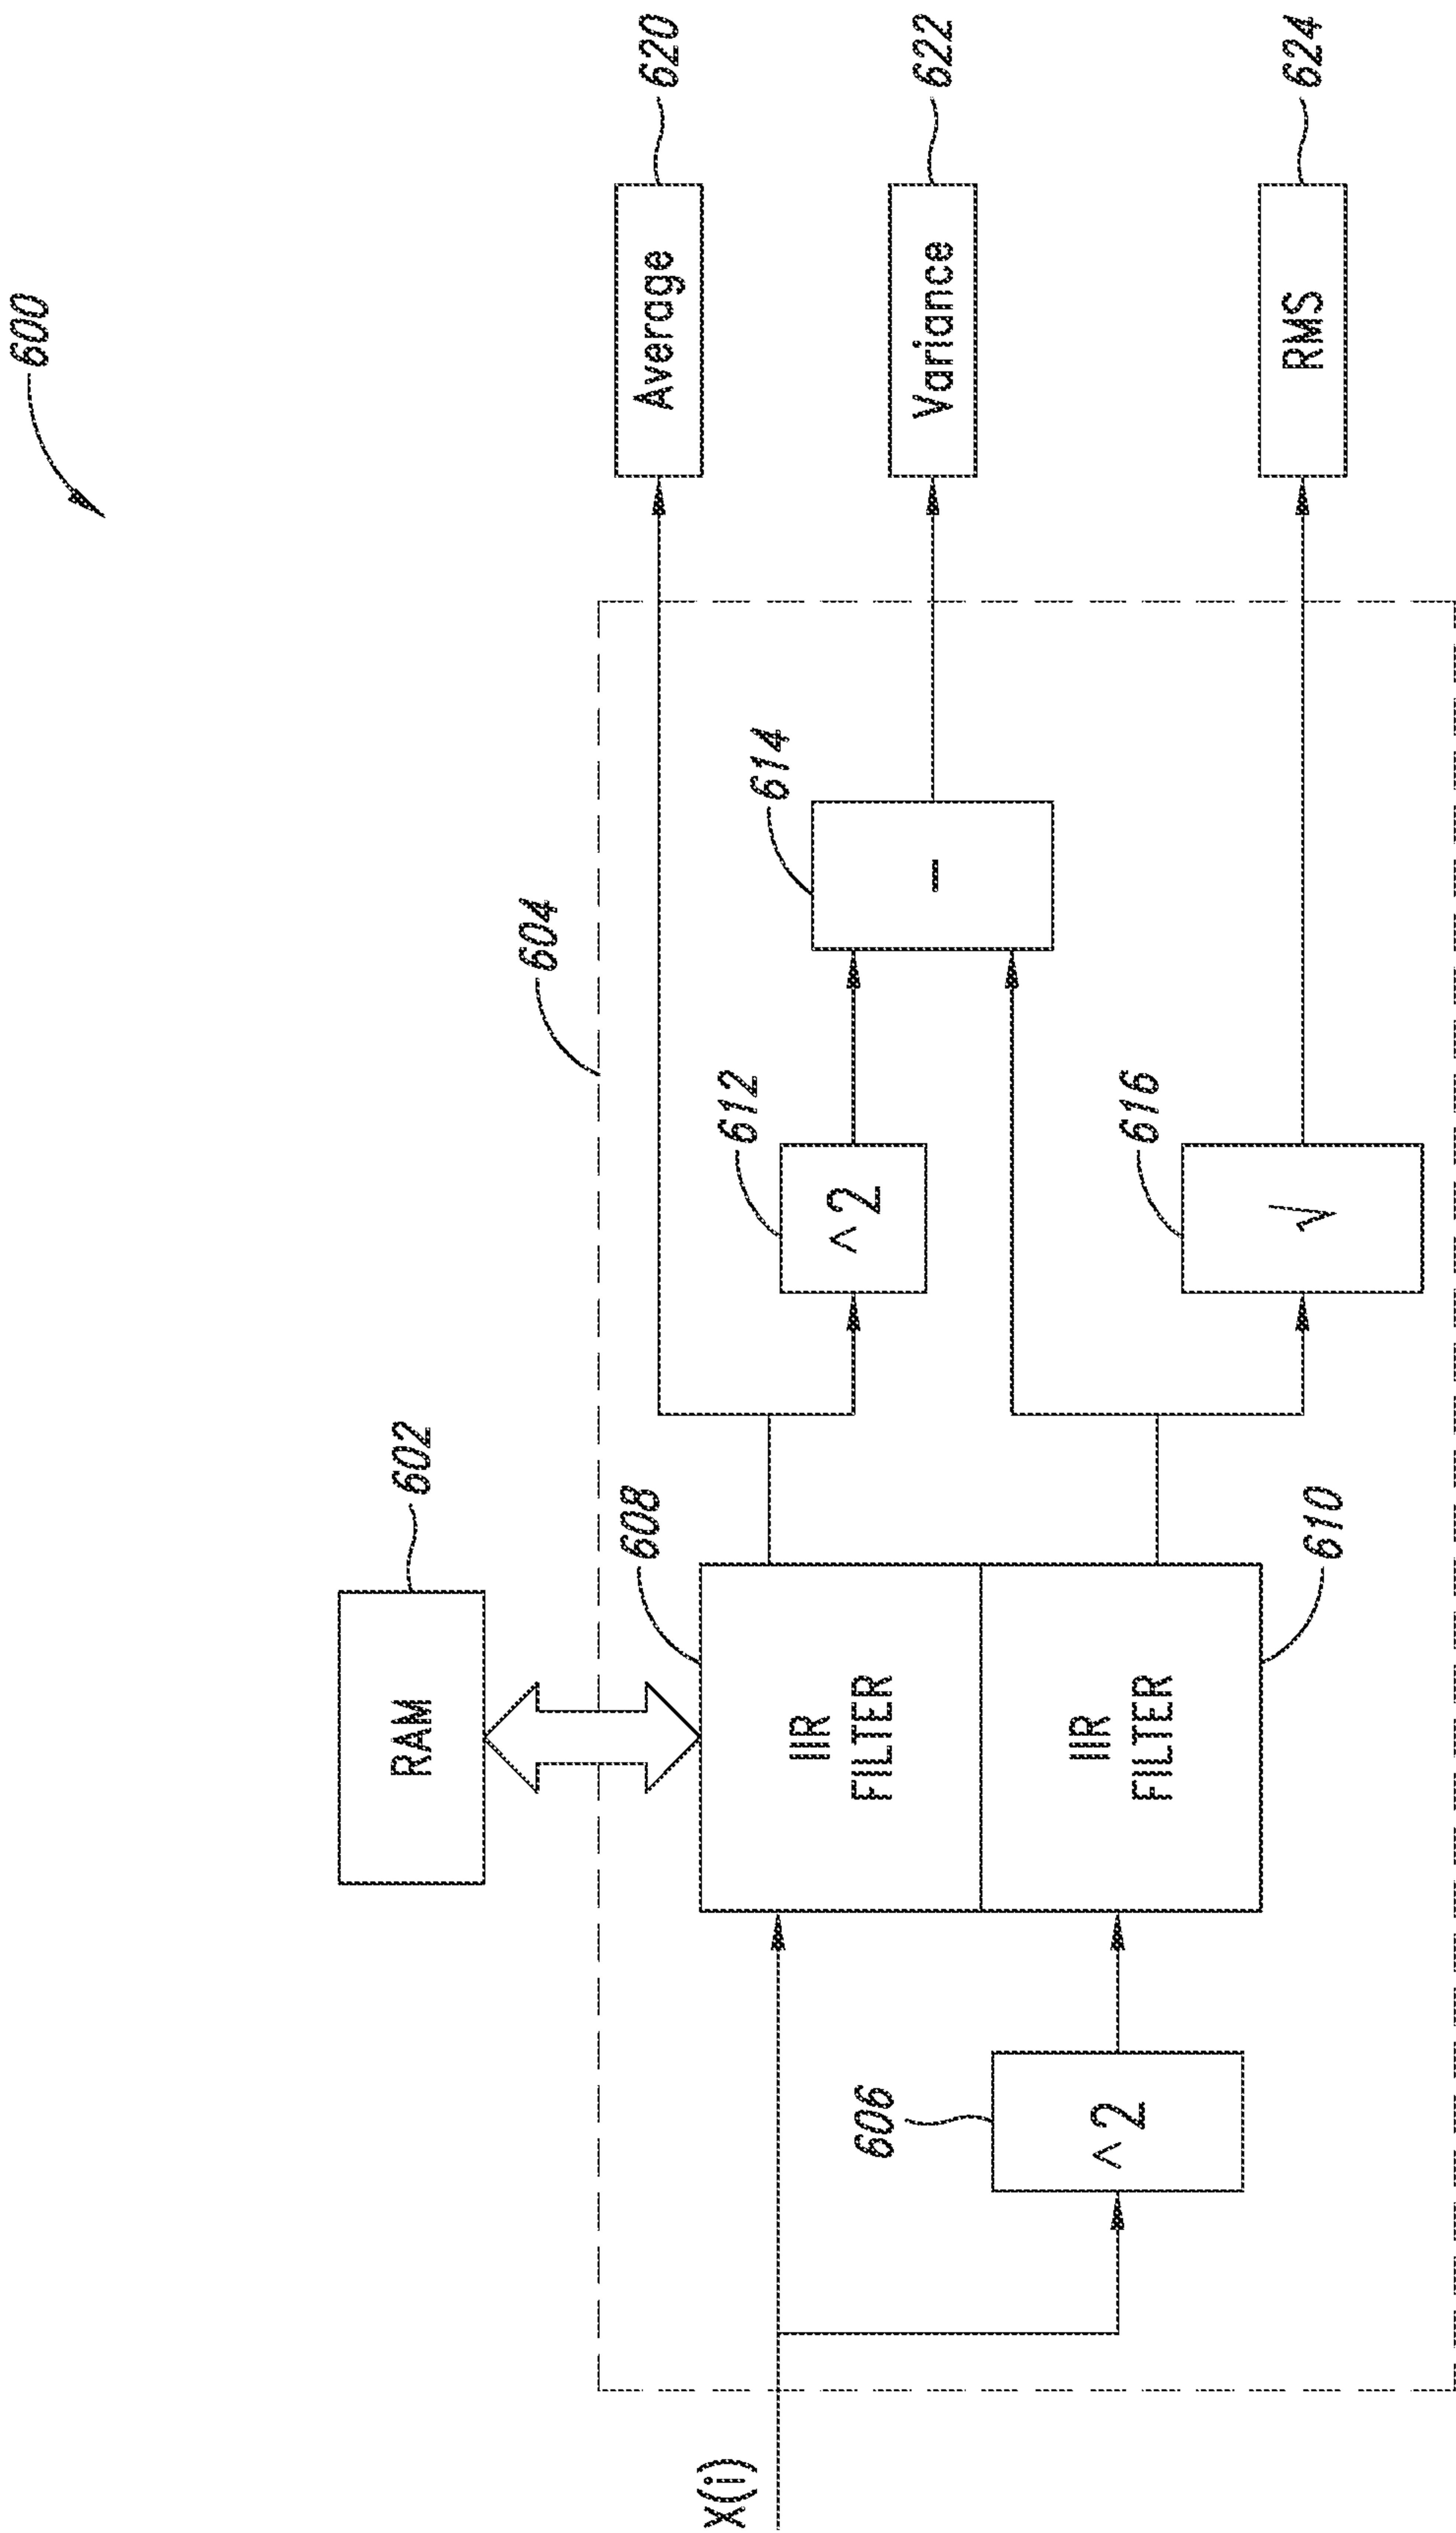 600
RAM
602
604
620
Average
608
614
612
X(i)
IIR
FILTER
^2
–
622
Variance
606
^2
IIR
FILTER
610
616
√
624
RMS